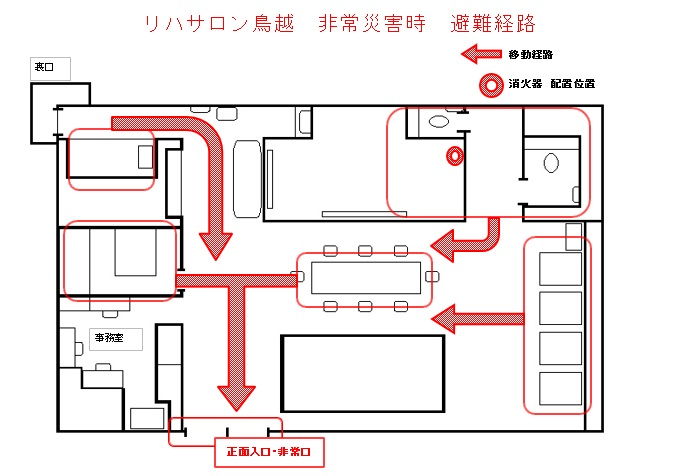 リハサロン鳥越　非常災害時　避難経路
移動経路
裏口
消火器　配置位置
事務室
正面入口・非常口